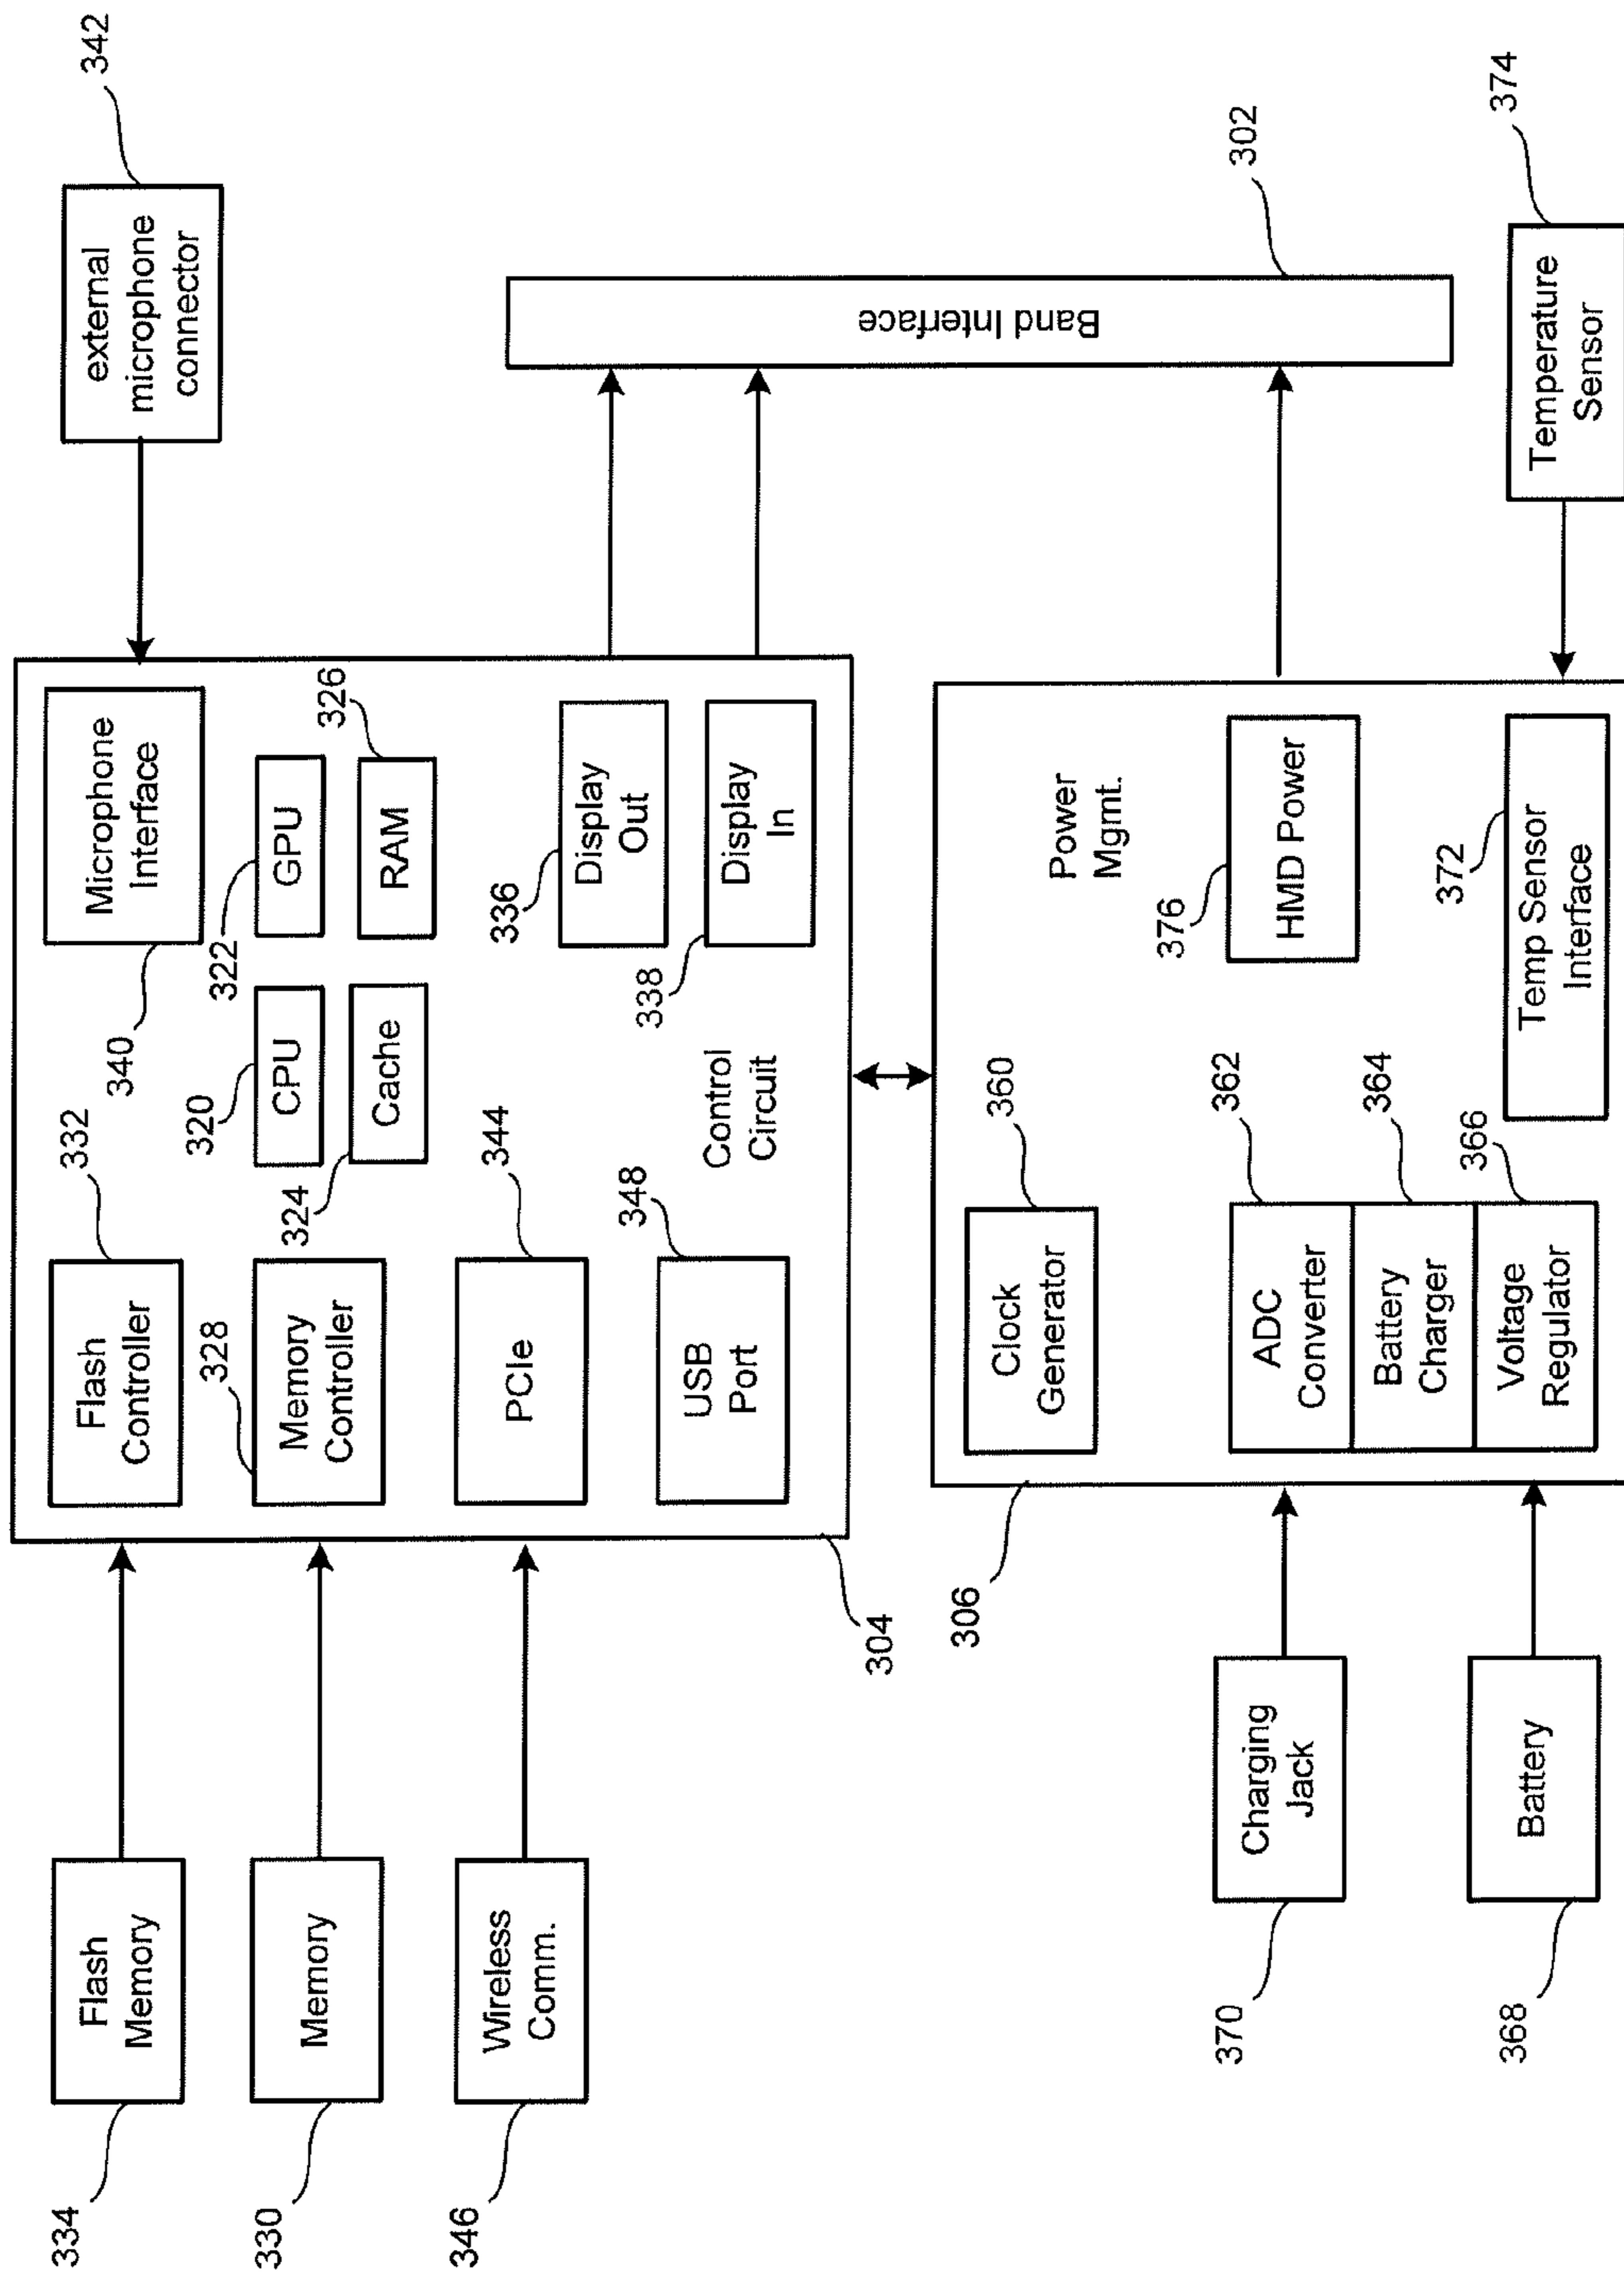 342
external
microphone
connector
Microphone
Interface
340
326
GPU
322
RAM
CPU
320
Cache
324
332
Flash
Controller
328
Memory
Controller
344
PCIe
348
USB
Port
336
Display
Out
338
Display
In
Control
Circuit
304
Flash
Memory
334
Memory
330
Wireless
Comm.
346
Band Interface
302
374
Temperature
Sensor
Power
Mgmt.
376
HMD Power
372
Temp Sensor
Interface
360
Clock
Generator
362
ADC
Converter
364
Battery
Charger
366
Voltage
Regulator
306
Charging
Jack
370
Battery
368